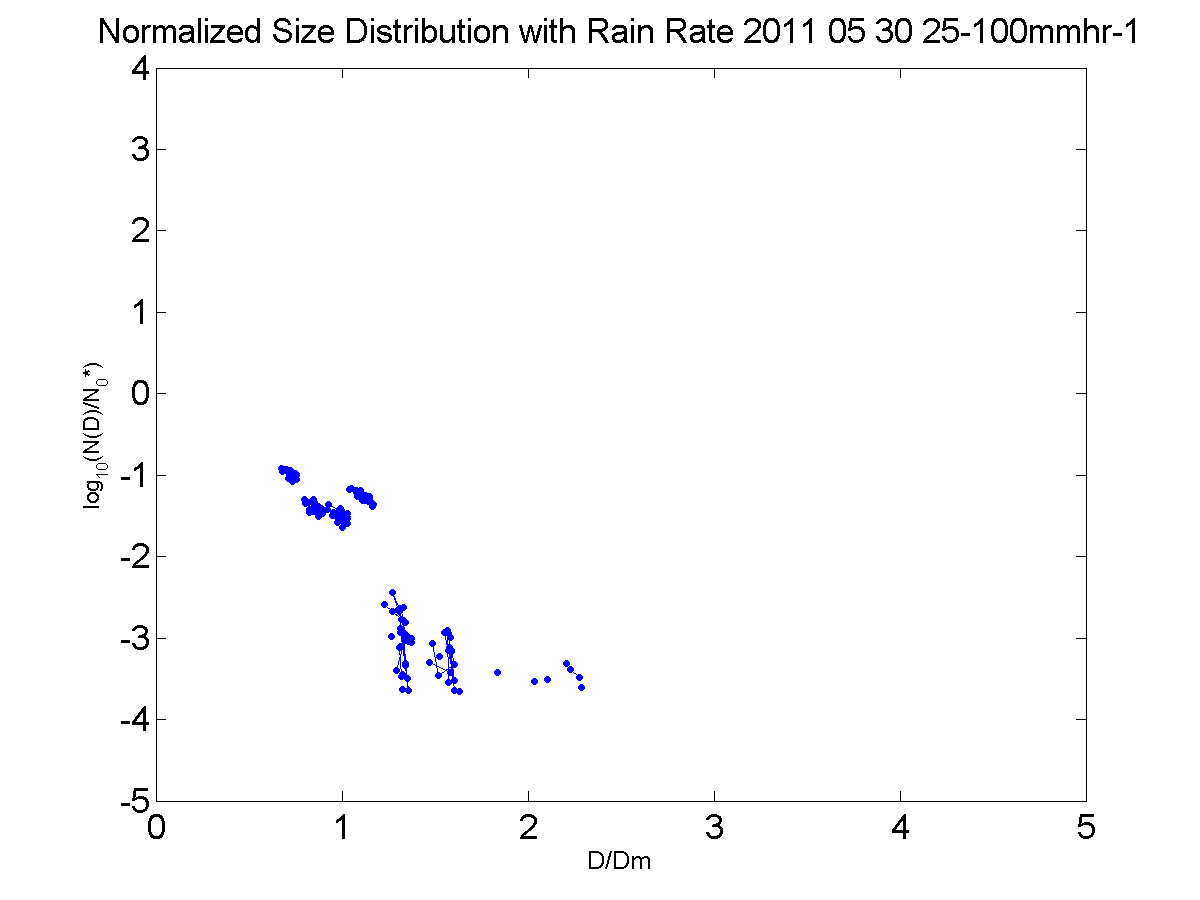 Normalized Size Distribution with Rain Rate 2011 05 30 25-100mmhr-1
4
3
2
1
0
-1
-2
-3
-4
-5
log10(N(D)/N0*)
0 1 2 3 4 5
D/Dm